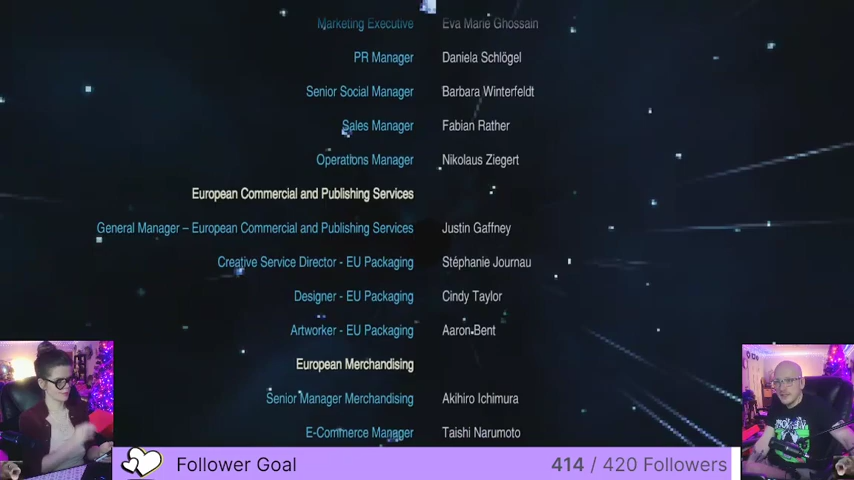 Marketing Executive Eva Marie Ghossain
PR Manager Daniela Schlögel
Senior Social Manager Barbara Winterfeldt
Sales Manager Fabian Rather
Operations Manager Nikolaus Ziegert
European Commercial and Publishing Services
General Manager – European Commercial and Publishing Services Justin Gaffney
Creative Service Director - EU Packaging Stéphanie Journau
Designer - EU Packaging Cindy Taylor
Artworker - EU Packaging Aaron Bent
European Merchandising
Senior Manager Merchandising Akihiro Ichimura
E-Commerce Manager Taishi Narumoto
Follower Goal 414 / 420 Followers